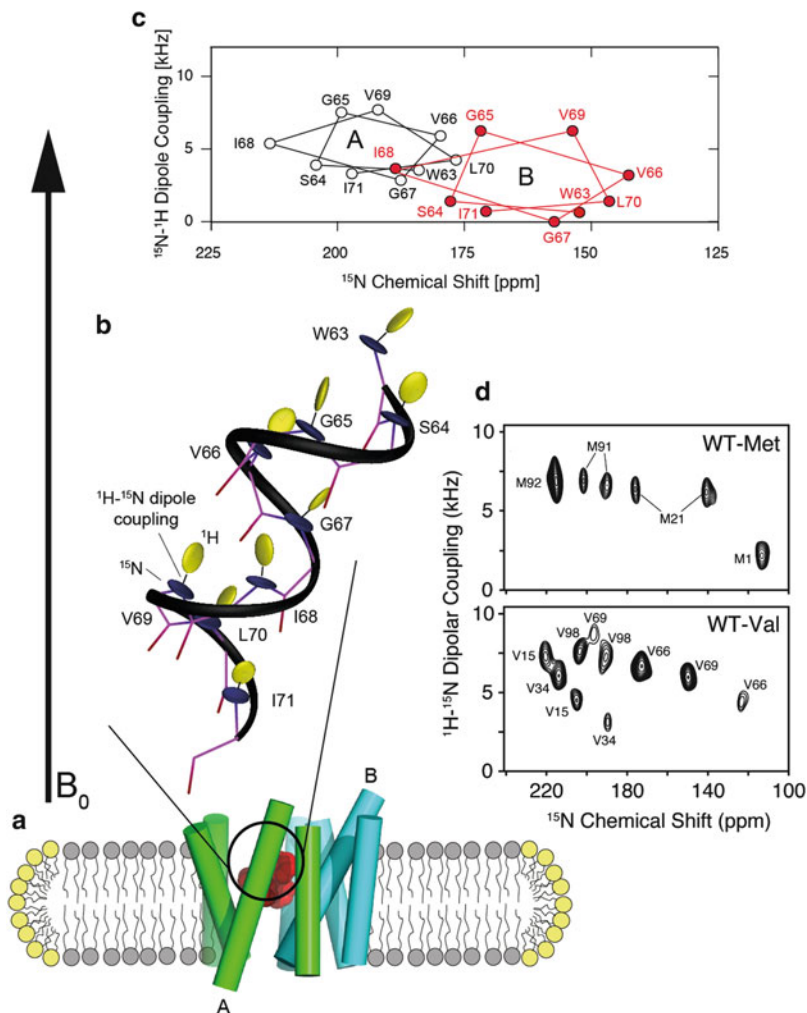 c
¹⁵N-¹H Dipole Coupling [kHz]
10
5
0
V69
G65
V66
I68
A
S64
I71
G67
W63
L70
G65
V69
I68
B
V66
W63
S64
I71
L70
G67
225
200
175
150
125
¹⁵N Chemical Shift [ppm]
b
W63
G65
S64
V66
G67
¹H-¹⁵N dipole
coupling
¹H
¹⁵N
V69
I68
L70
I71
d
¹H-¹⁵N Dipolar Coupling (kHz)
10
5
0
WT-Met
M91
M92
M21
M1
10
5
0
WT-Val
V69
V98
V98
V66
V69
V15
V34
V15
V34
V66
220
180
140
100
¹⁵N Chemical Shift (ppm)
B₀
a
B
A